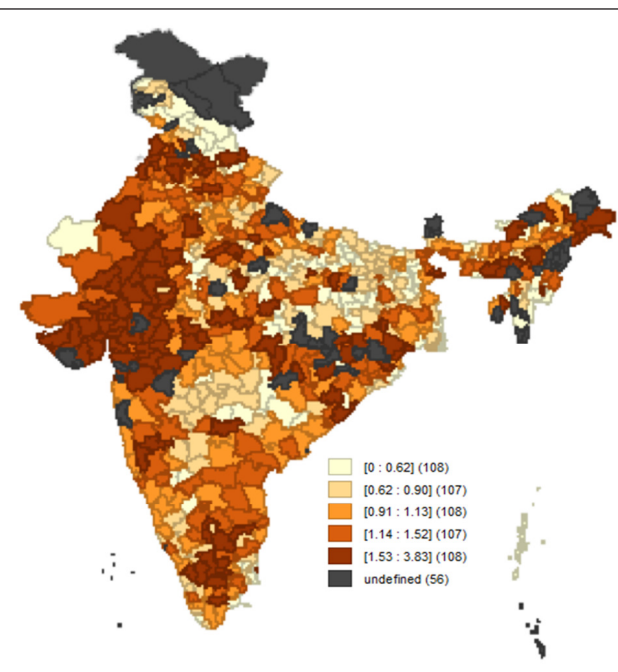 [0 : 0.62] (108)
[0.62 : 0.90] (107)
[0.91 : 1.13] (108)
[1.14 : 1.52] (107)
[1.53 : 3.83] (108)
undefined (56)